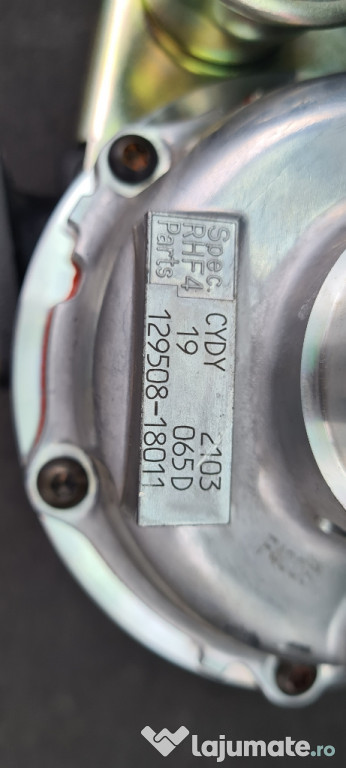 Spec. CYDY 2103
RHF4 19 065D
Parts 129508-18011
lajumate.ro